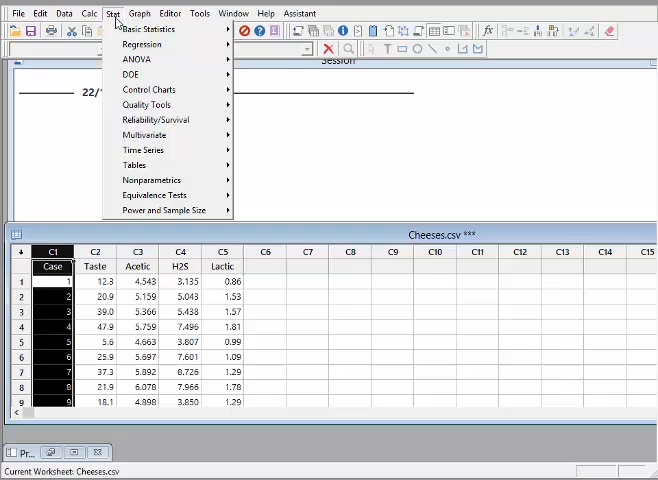 File Edit Data Calc Stat Graph Editor Tools Window Help Assistant
Session
22/1
Basic Statistics
Regression
ANOVA
DOE
Control Charts
Quality Tools
Reliability/Survival
Multivariate
Time Series
Tables
Nonparametrics
Equivalence Tests
Power and Sample Size
Cheeses.csv ***
C1 C2 C3 C4 C5 C6 C7 C8 C9 C10 C11 C12 C13 C14 C15
Case Taste Acetic H2S Lactic
1 1 12.3 4.543 3.135 0.86
2 2 20.9 5.159 5.043 1.53
3 3 39.0 5.366 5.438 1.57
4 4 47.9 5.759 7.496 1.81
5 5 5.6 4.663 3.807 0.99
6 6 25.9 5.697 7.601 1.09
7 7 37.3 5.892 8.726 1.29
8 8 21.9 6.078 7.966 1.78
9 9 18.1 4.898 3.850 1.29
Pr...
Current Worksheet: Cheeses.csv